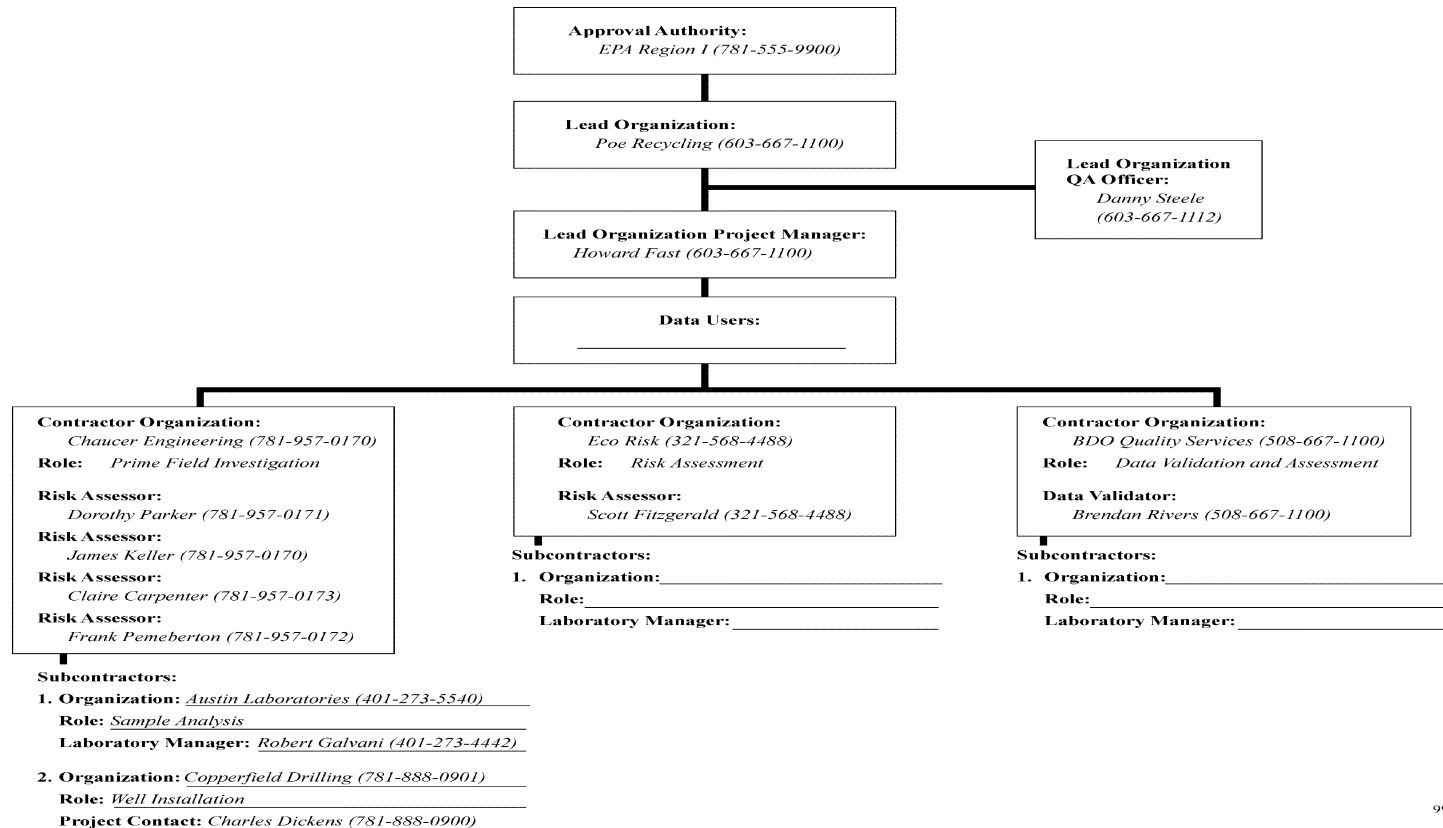 Approval Authority:
EPA Region I (781-555-9900)
Lead Organization:
Poe Recycling (603-667-1100)
Lead Organization
QA Officer:
Danny Steele
(603-667-1112)
Lead Organization Project Manager:
Howard Fast (603-667-1100)
Data Users:
Contractor Organization:
Chaucer Engineering (781-957-0170)
Role: Prime Field Investigation
Risk Assessor:
Dorothy Parker (781-957-0171)
Risk Assessor:
James Keller (781-957-0170)
Risk Assessor:
Claire Carpenter (781-957-0173)
Risk Assessor:
Frank Pemeberton (781-957-0172)
Subcontractors:
1. Organization: Austin Laboratories (401-273-5540)
Role: Sample Analysis
Laboratory Manager: Robert Galvani (401-273-4442)
2. Organization: Copperfield Drilling (781-888-0901)
Role: Well Installation
Project Contact: Charles Dickens (781-888-0900)
Contractor Organization:
Eco Risk (321-568-4488)
Role: Risk Assessment
Risk Assessor:
Scott Fitzgerald (321-568-4488)
Subcontractors:
1. Organization:
Role:
Laboratory Manager:
Contractor Organization:
BDO Quality Services (508-667-1100)
Role: Data Validation and Assessment
Data Validator:
Brendan Rivers (508-667-1100)
Subcontractors:
1. Organization:
Role:
Laboratory Manager: